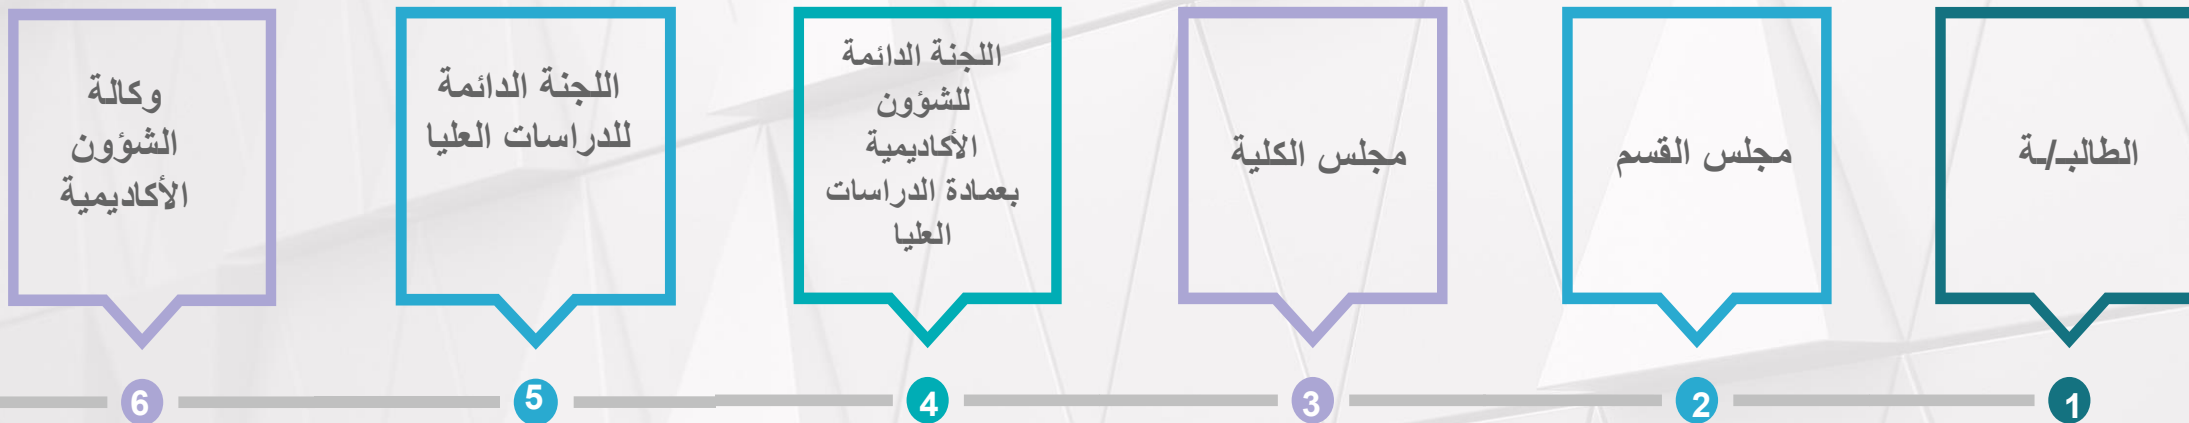 الطالبـ/ـة
1
مجلس القسم
2
مجلس الكلية
3
اللجنة الدائمة
للشؤون
الأكاديمية
بعمادة الدراسات
العليا
4
اللجنة الدائمة
للدراسات العليا
5
وكالة
الشؤون
الأكاديمية
6